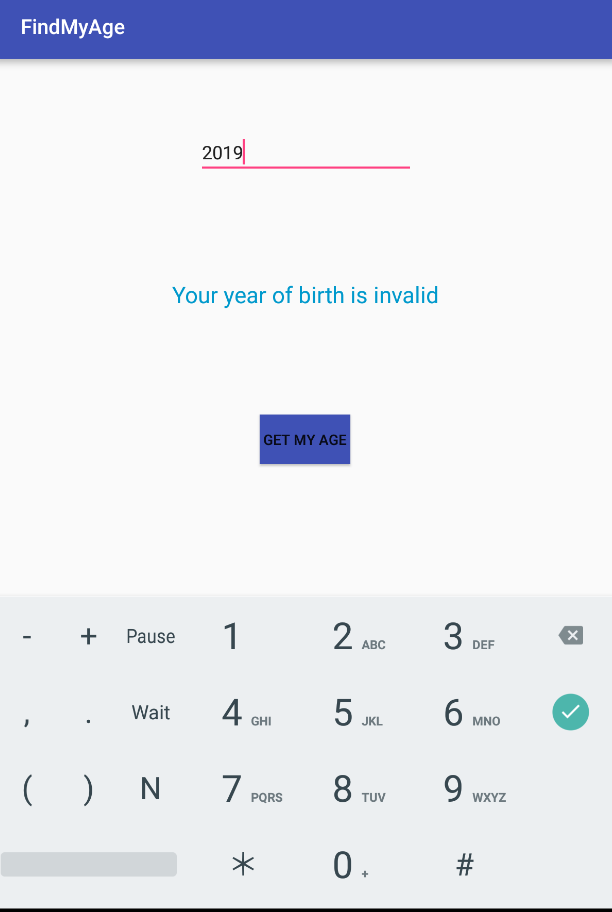 FindMyAge
2019
Your year of birth is invalid
GET MY AGE
- + Pause 1 2 ABC 3 DEF
, . Wait 4 GHI 5 JKL 6 MNO
( ) N 7 PQRS 8 TUV 9 WXYZ
* 0 + #